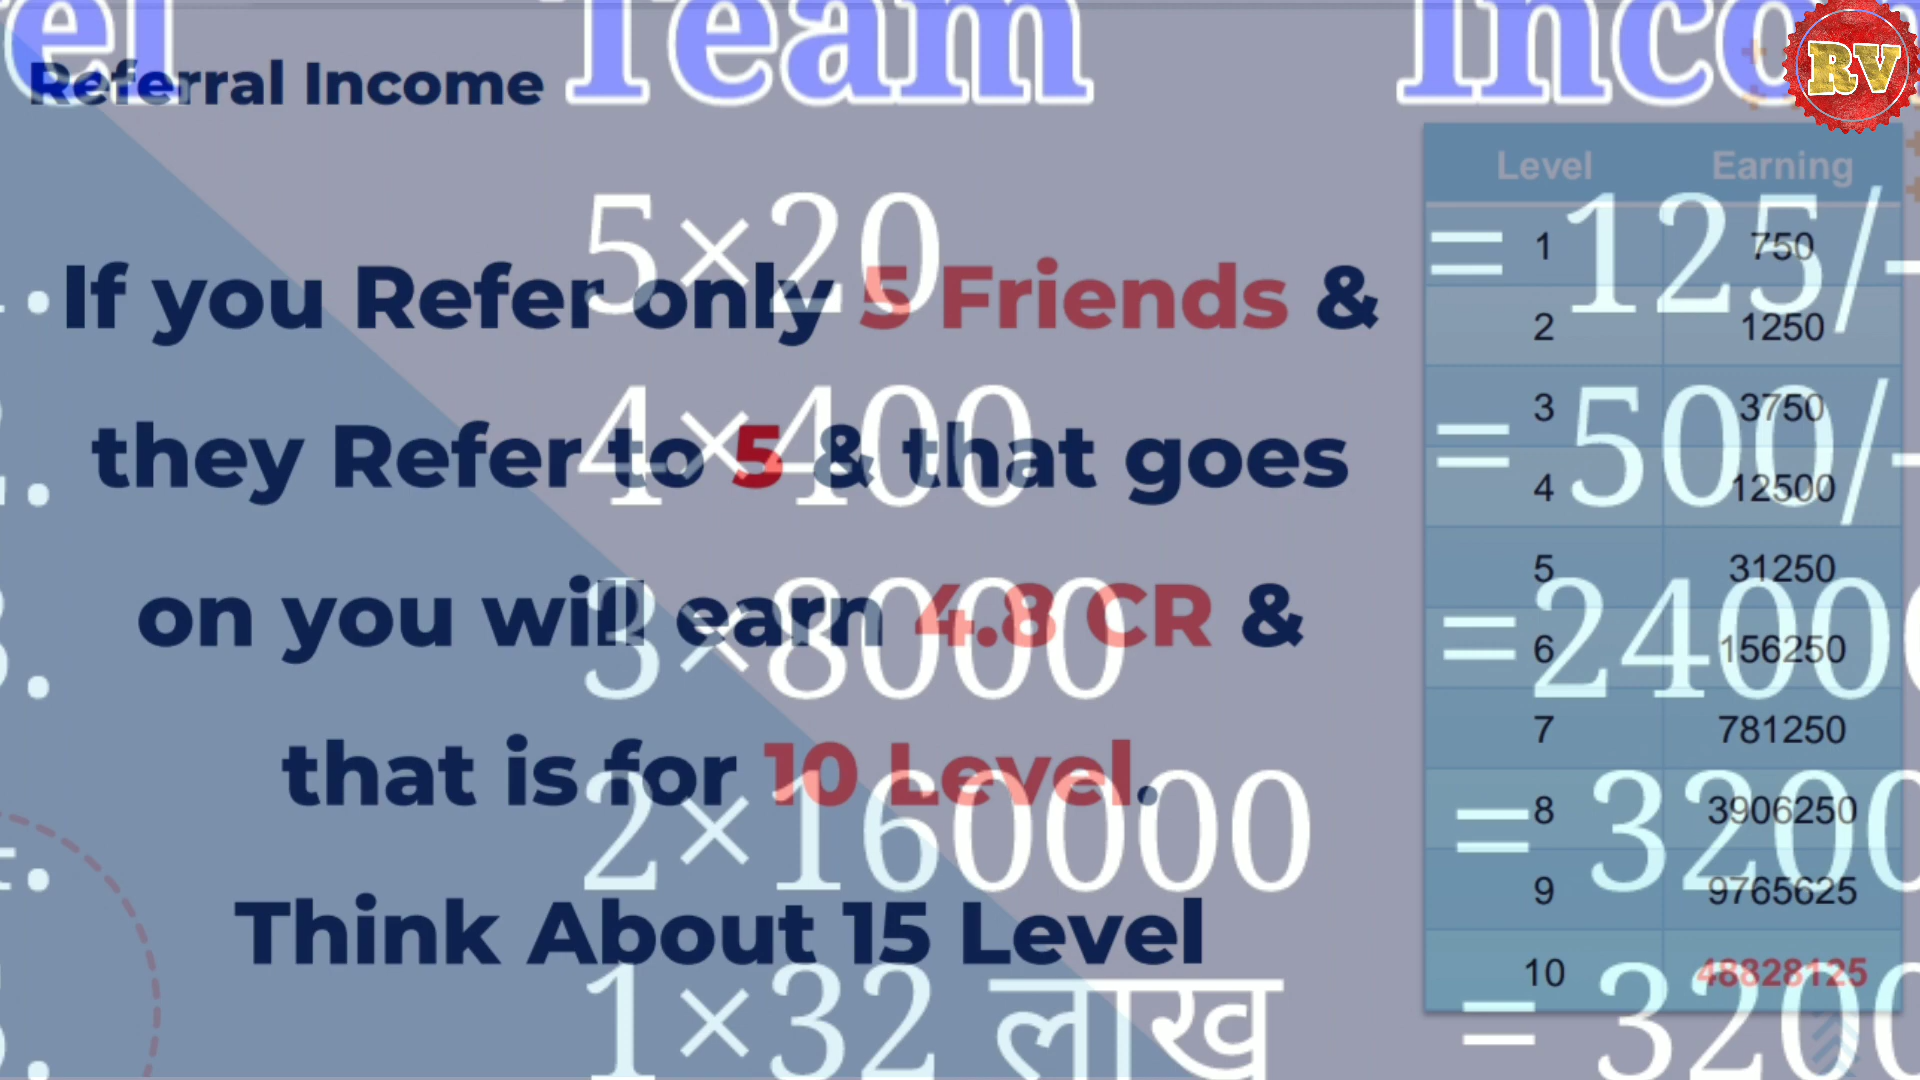 el Team Inco
RV
Referral Income
If you Refer only 5 Friends &
they Refer to 5 & that goes
on you will earn 4.8 CR &
that is for 10 Level.
Think About 15 Level
Level Earning
1 750
2 1250
3 3750
4 12500
5 31250
6 156250
7 781250
8 3906250
9 9765625
10 48828125
5×20 = 125/-
4×400 = 500/-
3×8000 =24000
2×160000 = 3200
1×32 लाख = 3200